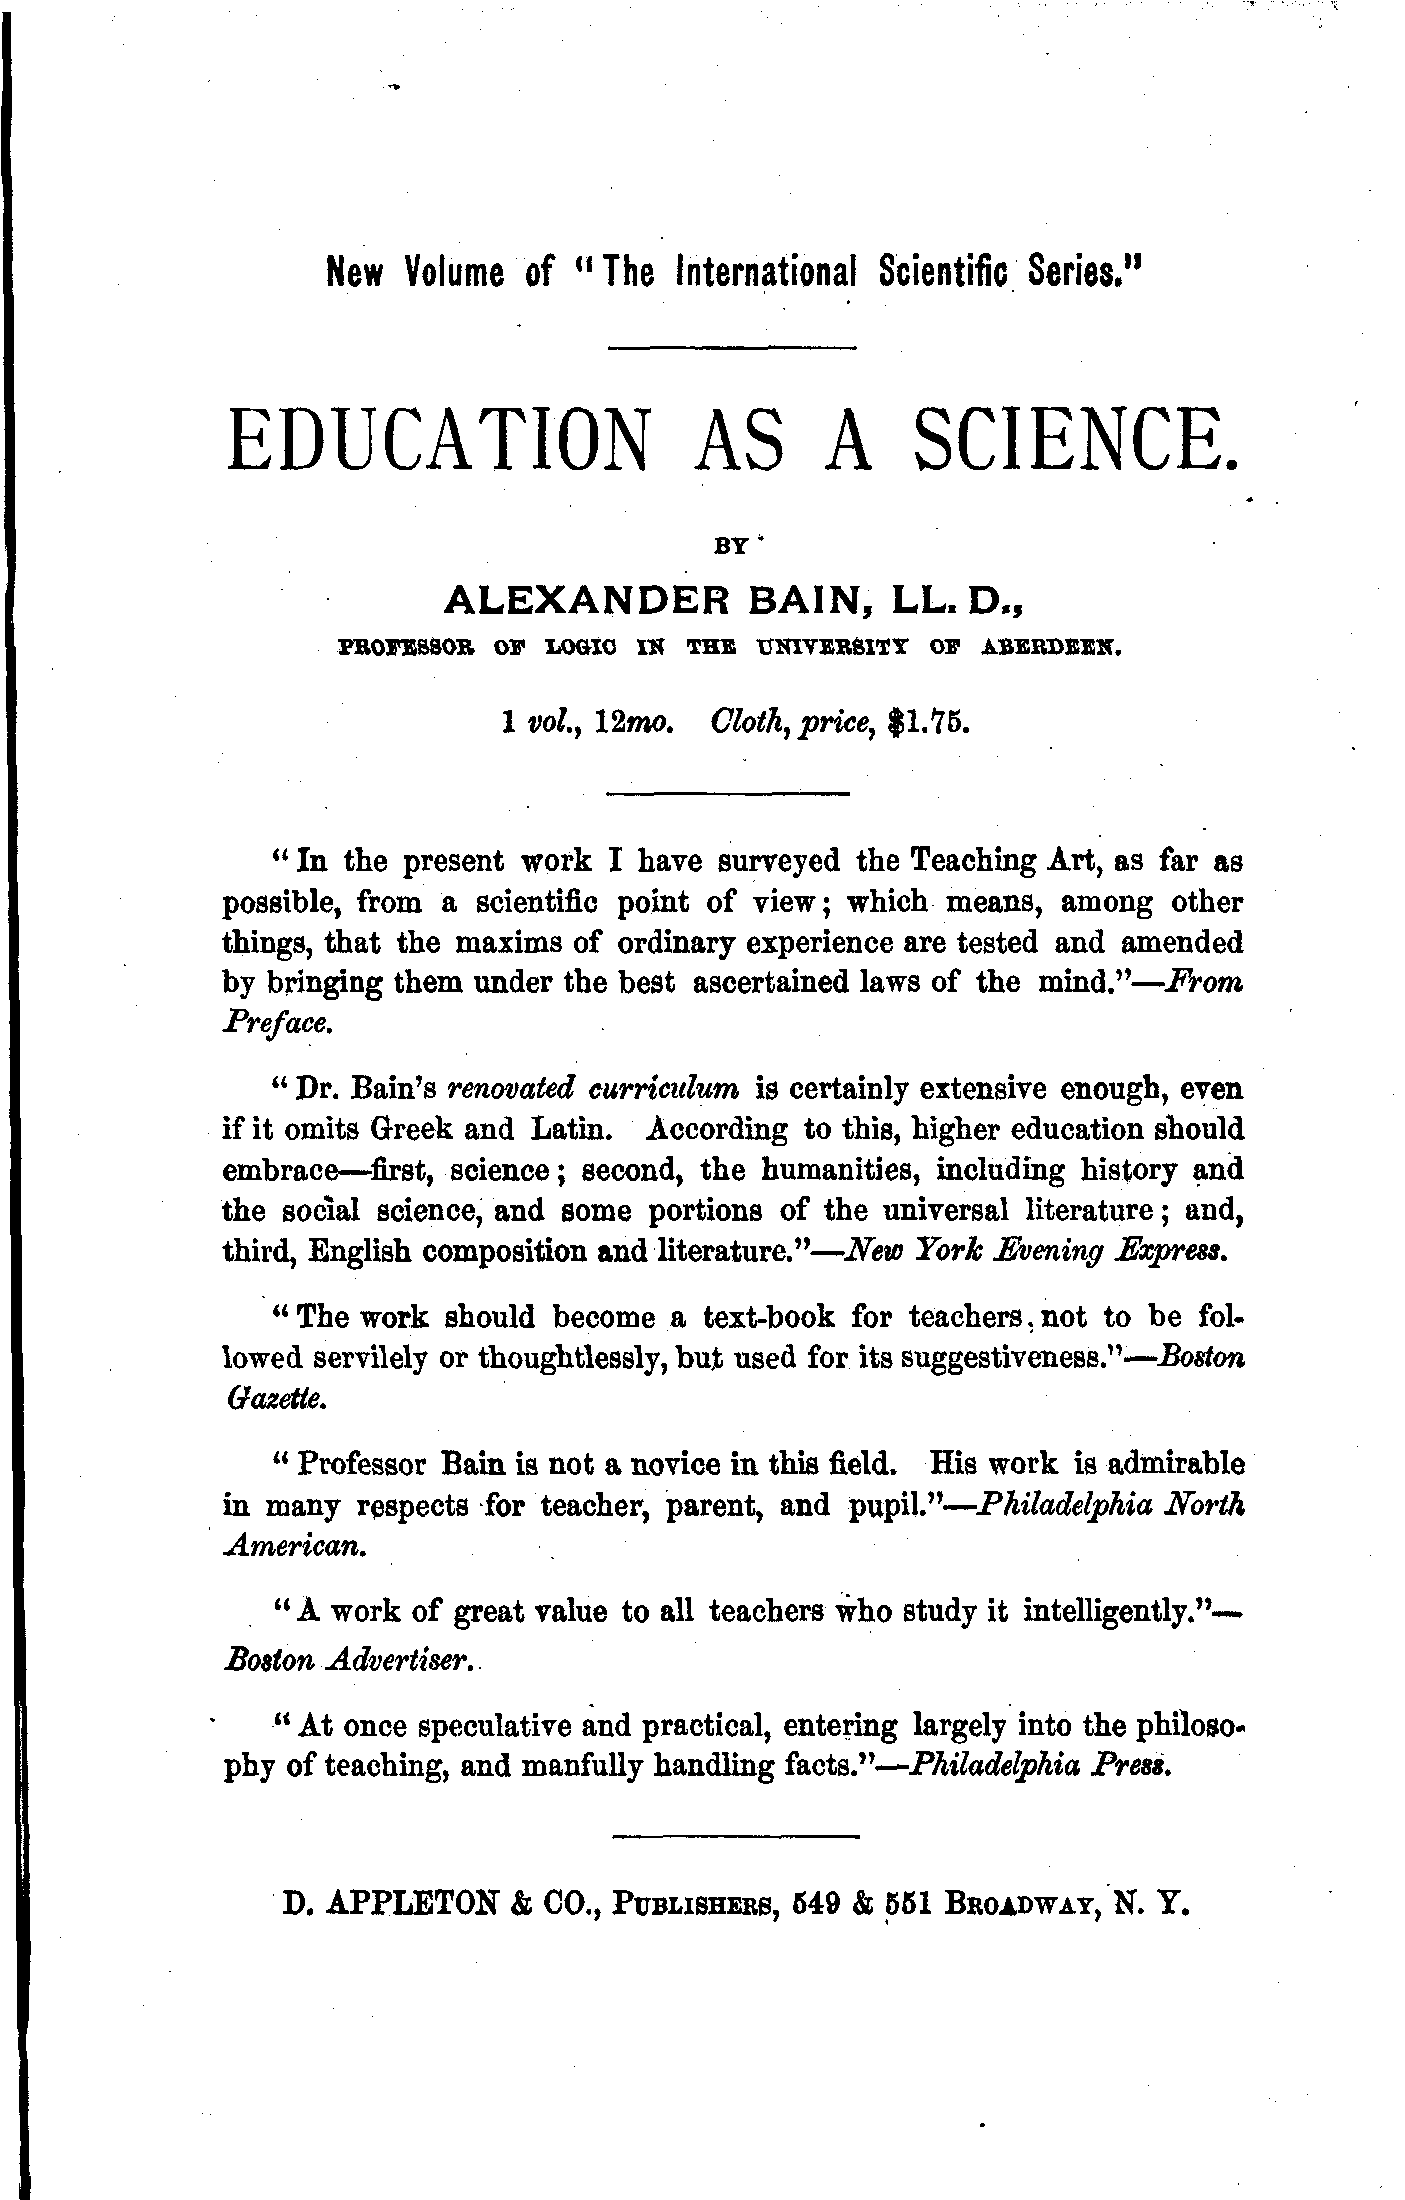 New Volume of "The International Scientific Series."
EDUCATION AS A SCIENCE.
BY
ALEXANDER BAIN, LL. D.,
PROFESSOR OF LOGIC IN THE UNIVERSITY OF ABERDEEN.
1 vol., 12mo. Cloth, price, $1.75.
"In the present work I have surveyed the Teaching Art, as far as
possible, from a scientific point of view; which means, among other
things, that the maxims of ordinary experience are tested and amended
by bringing them under the best ascertained laws of the mind."—From
Preface.
"Dr. Bain's renovated curriculum is certainly extensive enough, even
if it omits Greek and Latin. According to this, higher education should
embrace—first, science; second, the humanities, including history and
the social science, and some portions of the universal literature; and,
third, English composition and literature."—New York Evening Express.
"The work should become a text-book for teachers, not to be fol-
lowed servilely or thoughtlessly, but used for its suggestiveness."—Boston
Gazette.
"Professor Bain is not a novice in this field. His work is admirable
in many respects for teacher, parent, and pupil."—Philadelphia North
American.
"A work of great value to all teachers who study it intelligently."—
Boston Advertiser.
"At once speculative and practical, entering largely into the philoso-
phy of teaching, and manfully handling facts."—Philadelphia Press.
D. APPLETON & CO., PUBLISHERS, 549 & 551 BROADWAY, N. Y.